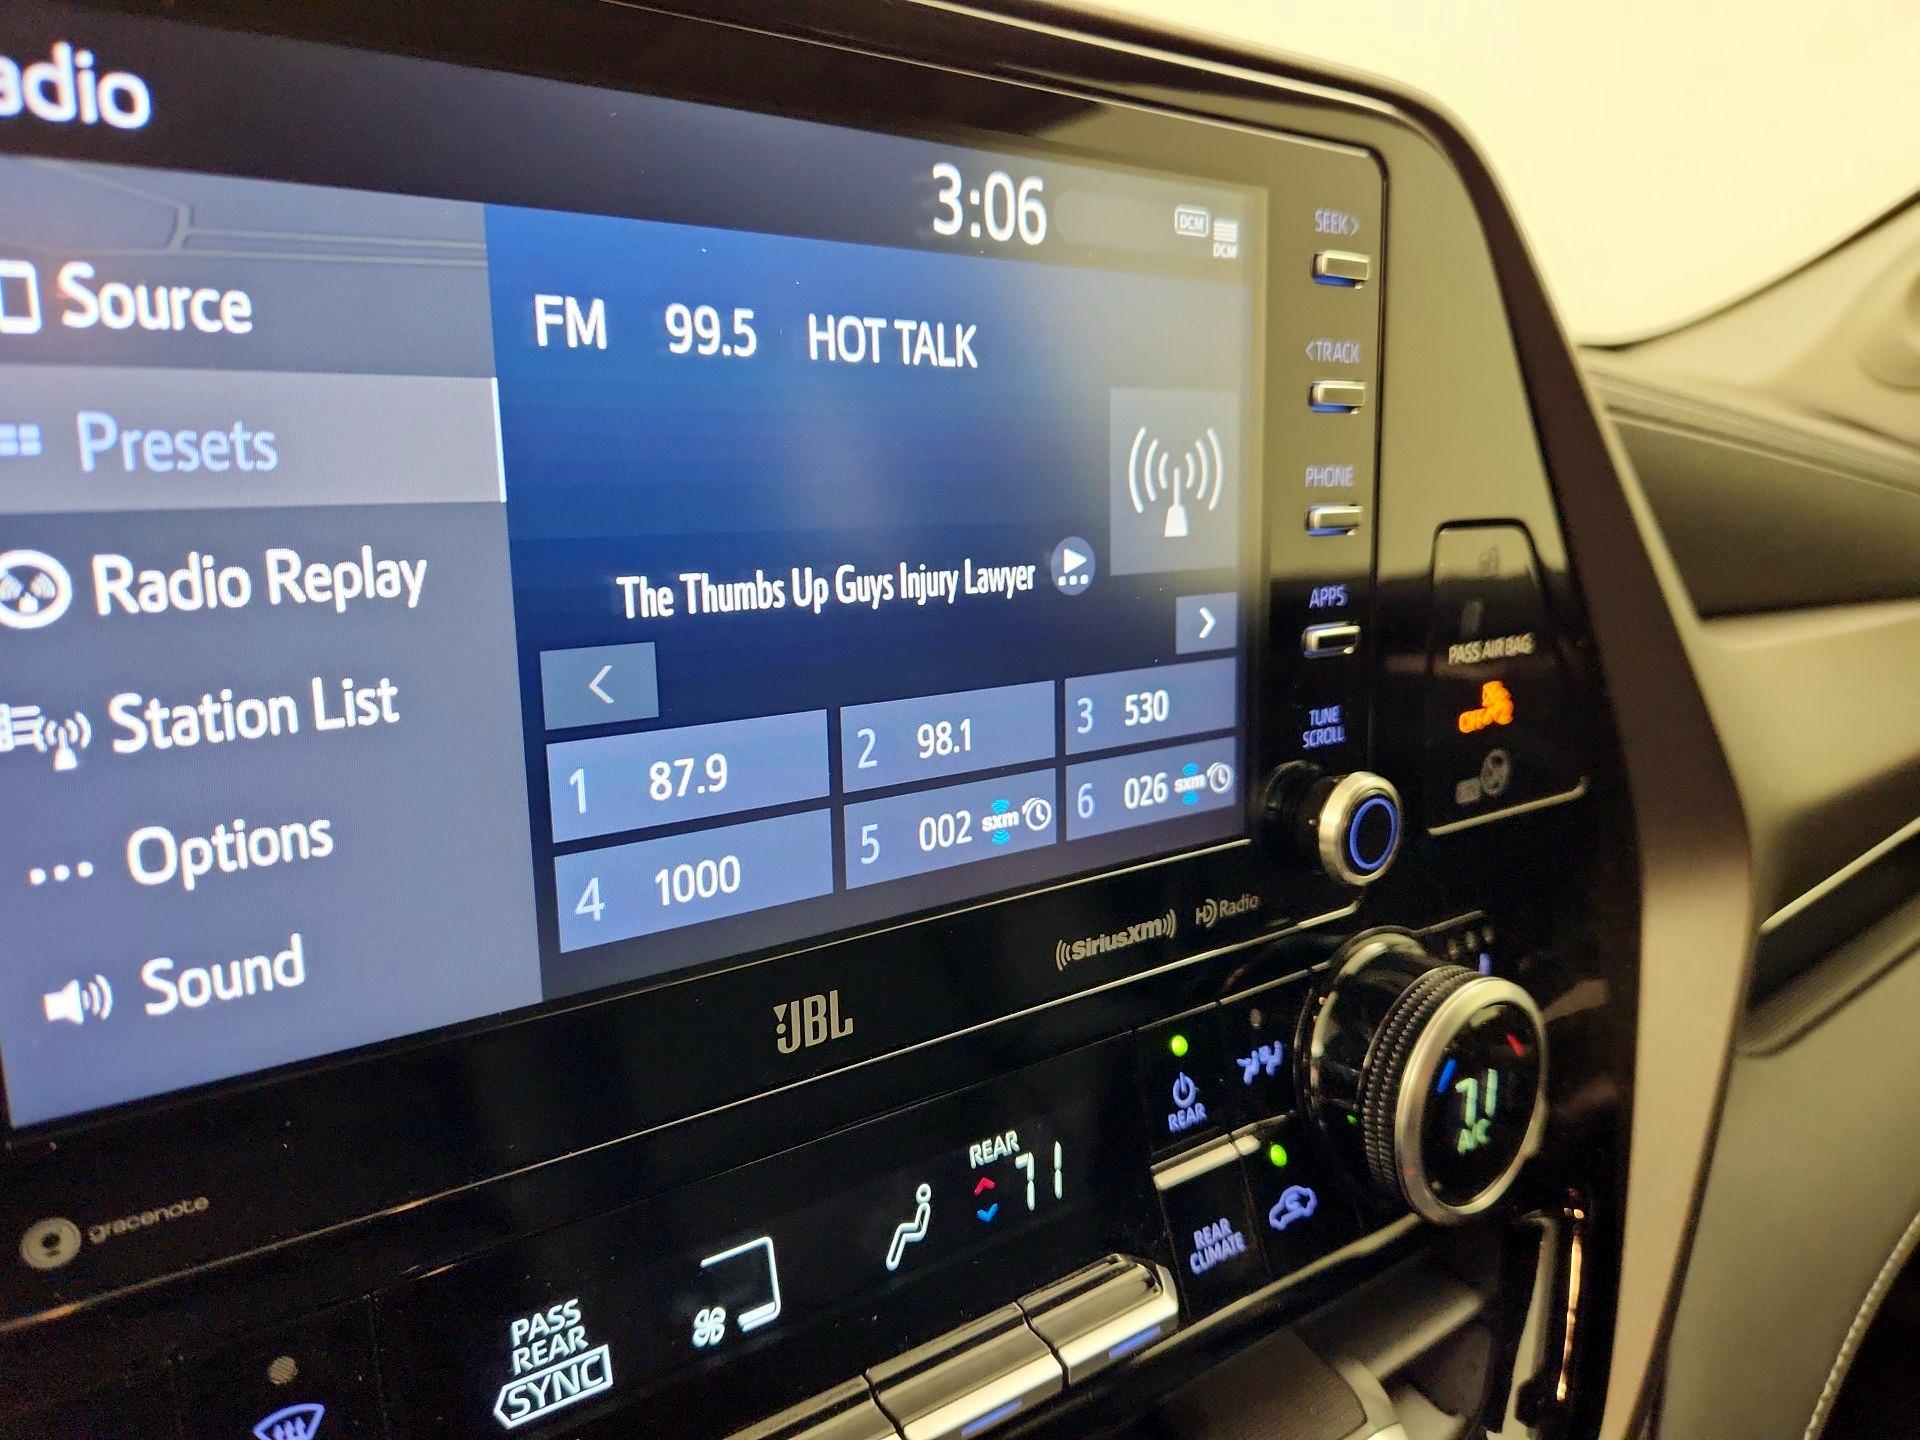 adio
3:06
DCM
DCM
Source
Presets
Radio Replay
Station List
Options
Sound
FM 99.5 HOT TALK
The Thumbs Up Guys Injury Lawyer
1 87.9
2 98.1
3 530
4 1000
5 002 sxm
6 026 sxm
SEEK >
< TRACK
PHONE
APPS
TUNE
SCROLL
PASS AIR BAG
OFF
JBL
((SiriusXM))
HD Radio
gracenote
PASS
REAR
SYNC
REAR
71
REAR
REAR
CLIMATE
71
A/C